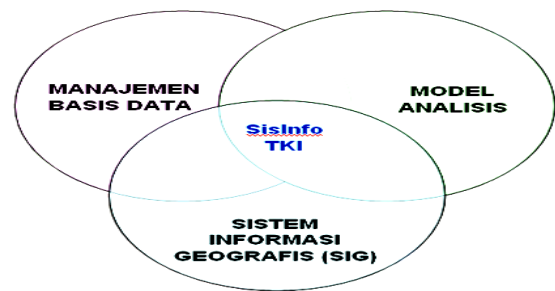 MANAJEMEN
BASIS DATA
MODEL
ANALISIS
SisInfo
TKI
SISTEM
INFORMASI
GEOGRAFIS (SIG)